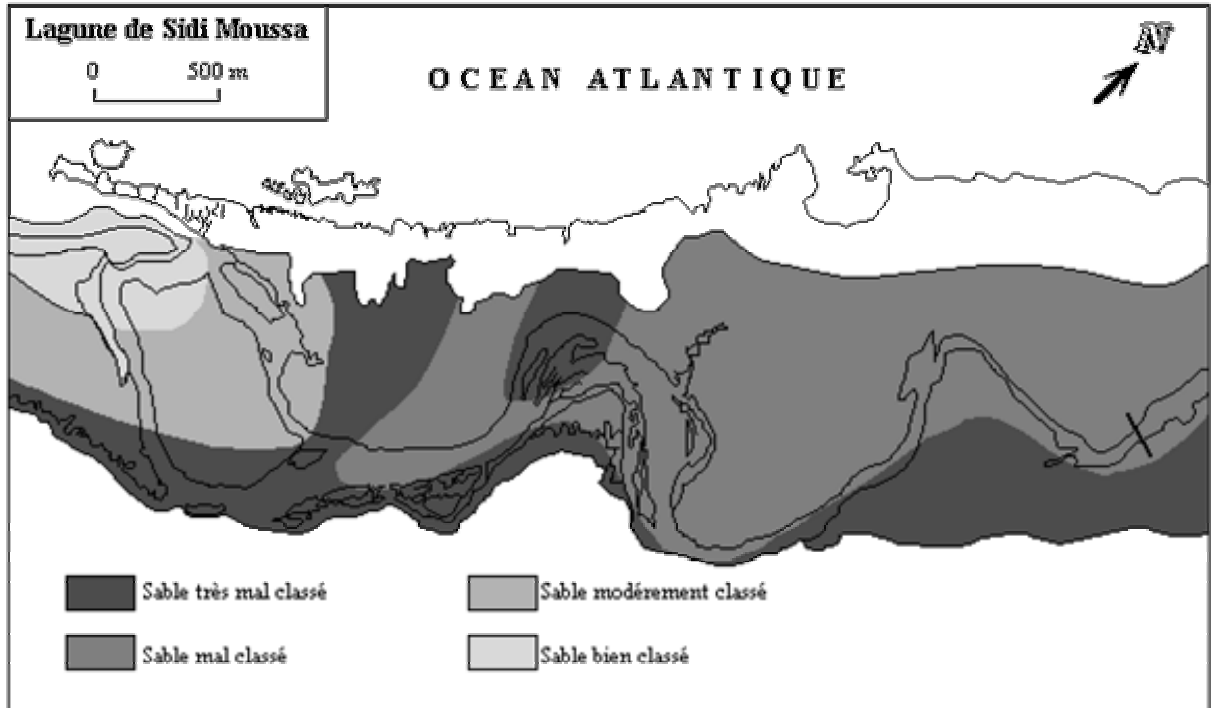 Lagune de Sidi Moussa
0 500 m
OCEAN ATLANTIQUE
N
Sable très mal classé
Sable modérement classé
Sable mal classé
Sable bien classé